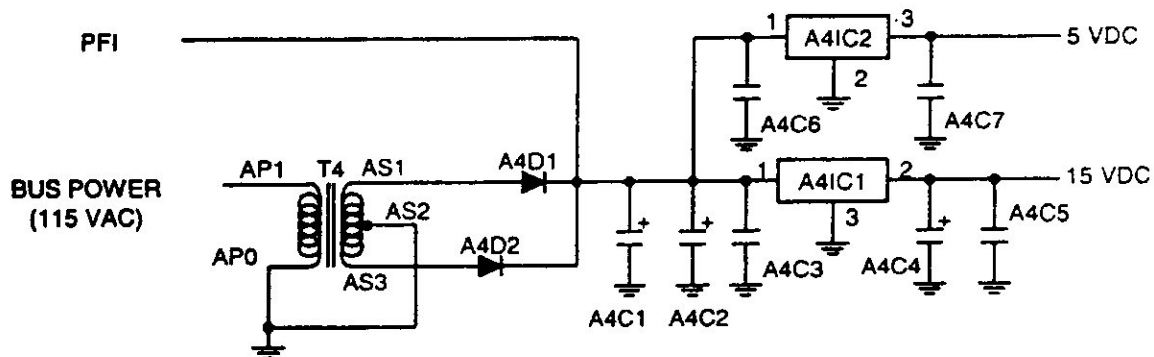 PFI
1
A4IC2
3
5 VDC
2
A4C6
A4C7
BUS POWER
(115 VAC)
AP1
T4
AS1
A4D1
AS2
AP0
A4D2
AS3
1
A4IC1
2
15 VDC
3
+
+
+
A4C1
A4C2
A4C3
A4C4
A4C5